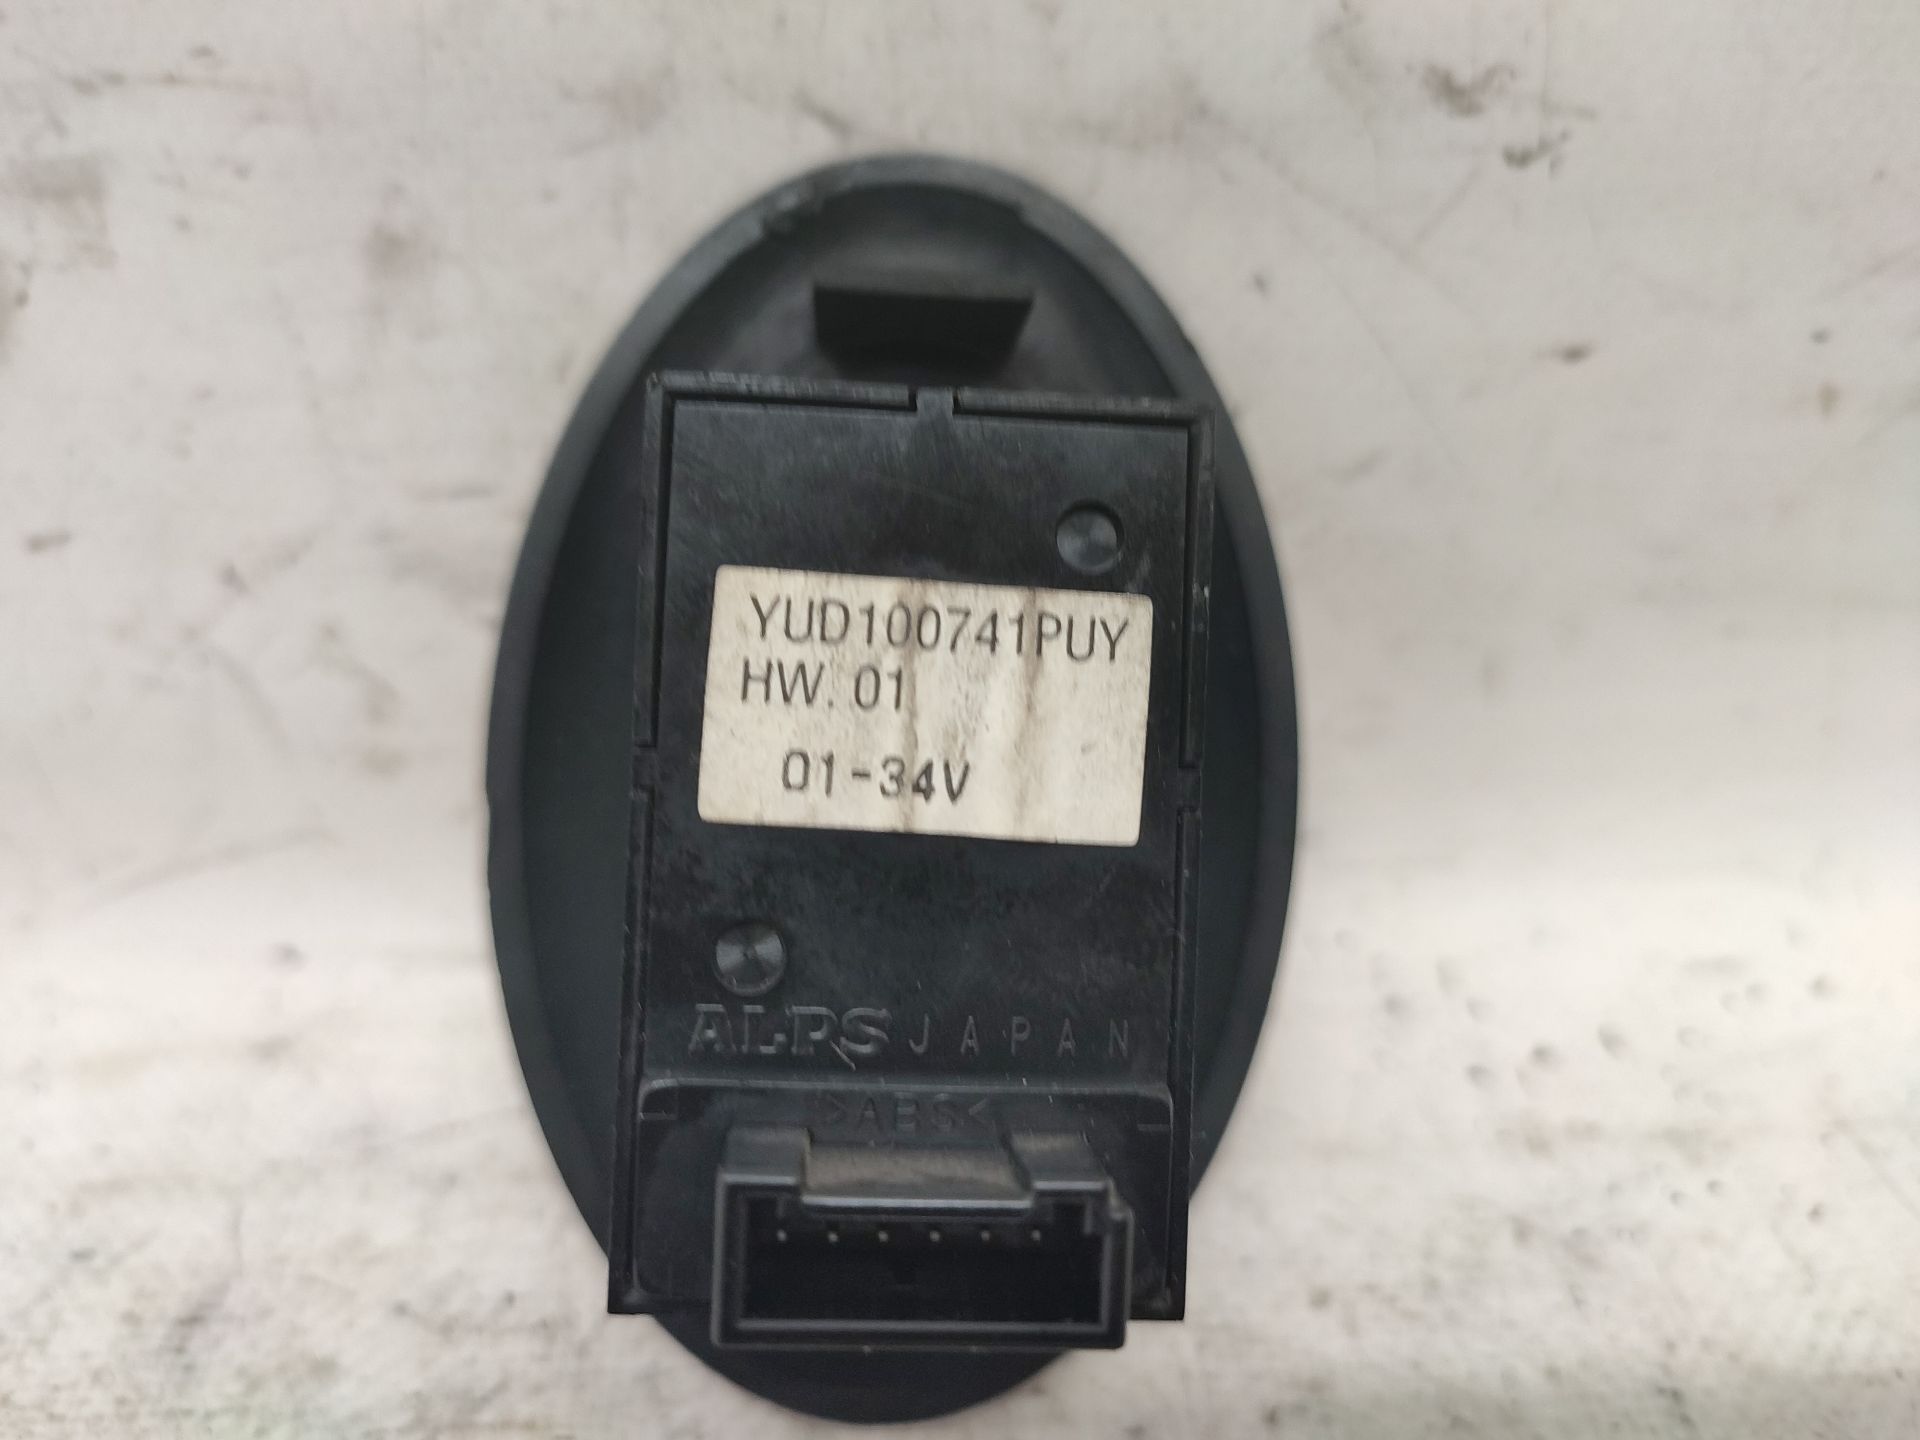 YUD100741PUY
HW. 01
01-34V
ALPS JAPAN
>ABS<